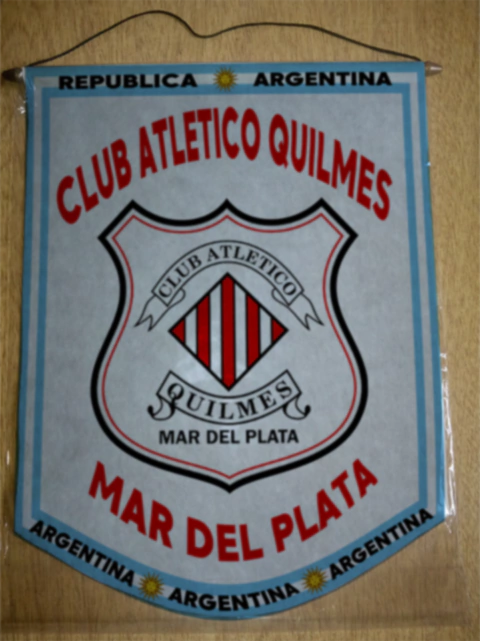 REPUBLICA ARGENTINA
CLUB ATLETICO QUILMES
CLUB ATLETICO
QUILMES
MAR DEL PLATA
MAR DEL PLATA
ARGENTINA ARGENTINA ARGENTINA